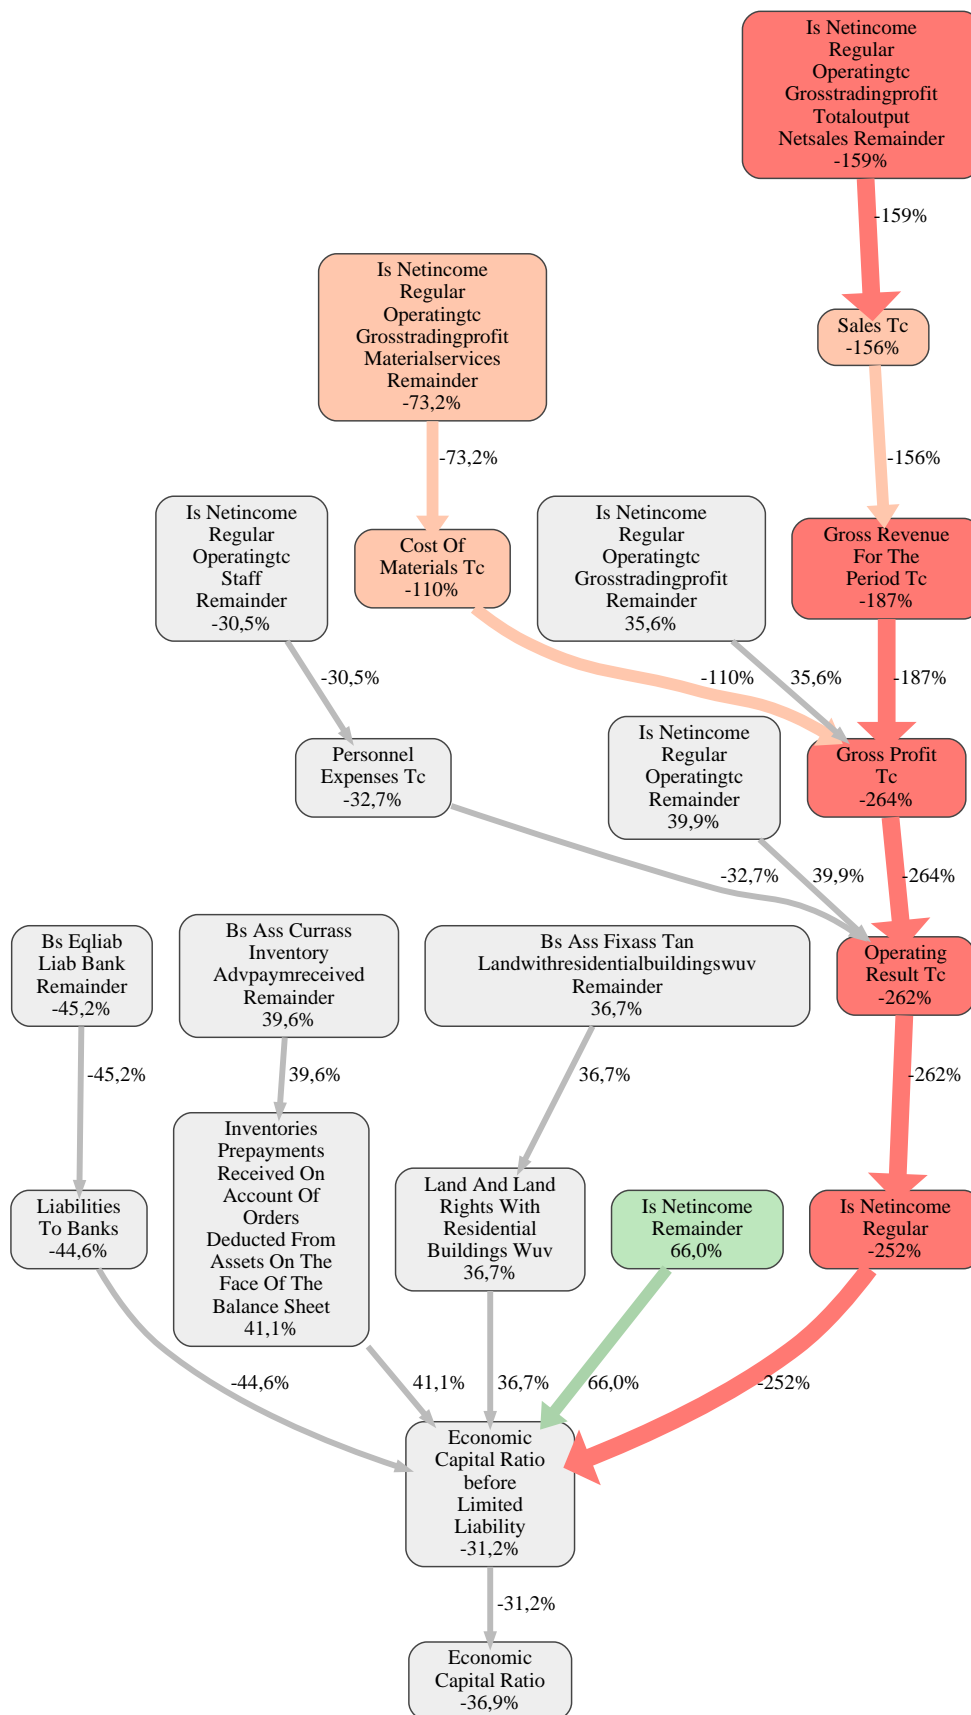 Is Netincome
Regular
Operatingtc
Grosstradingprofit
Totaloutput
Netsales Remainder
-159%
-159%
Is Netincome
Regular
Operatingtc
Grosstradingprofit
Materialservices
Remainder
-73,2%
Sales Tc
-156%
-73,2%
-156%
Is Netincome
Regular
Operatingtc
Staff
Remainder
-30,5%
Cost Of
Materials Tc
-110%
Is Netincome
Regular
Operatingtc
Grosstradingprofit
Remainder
35,6%
Gross Revenue
For The
Period Tc
-187%
-30,5%
-110%
35,6%
-187%
Personnel
Expenses Tc
-32,7%
Is Netincome
Regular
Operatingtc
Remainder
39,9%
Gross Profit
Tc
-264%
-32,7%
39,9%
-264%
Bs Eqliab
Liab Bank
Remainder
-45,2%
Bs Ass Currass
Inventory
Advpaymreceived
Remainder
39,6%
Bs Ass Fixass Tan
Landwithresidentialbuildingswuv
Remainder
36,7%
Operating
Result Tc
-262%
-45,2%
39,6%
36,7%
-262%
Liabilities
To Banks
-44,6%
Inventories
Prepayments
Received On
Account Of
Orders
Deducted From
Assets On The
Face Of The
Balance Sheet
41,1%
Land And Land
Rights With
Residential
Buildings Wuv
36,7%
Is Netincome
Remainder
66,0%
Is Netincome
Regular
-252%
-44,6%
41,1%
36,7%
66,0%
-252%
Economic
Capital Ratio
before
Limited
Liability
-31,2%
-31,2%
Economic
Capital Ratio
-36,9%